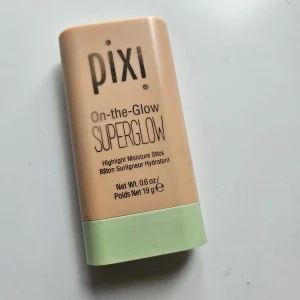 pixi
On-the-Glow
SUPERGLOW
Highlight Moisture Stick
Bâton Surligneur Hydratant
Net Wt. 0.6 oz/
Poids Net 19 g℮